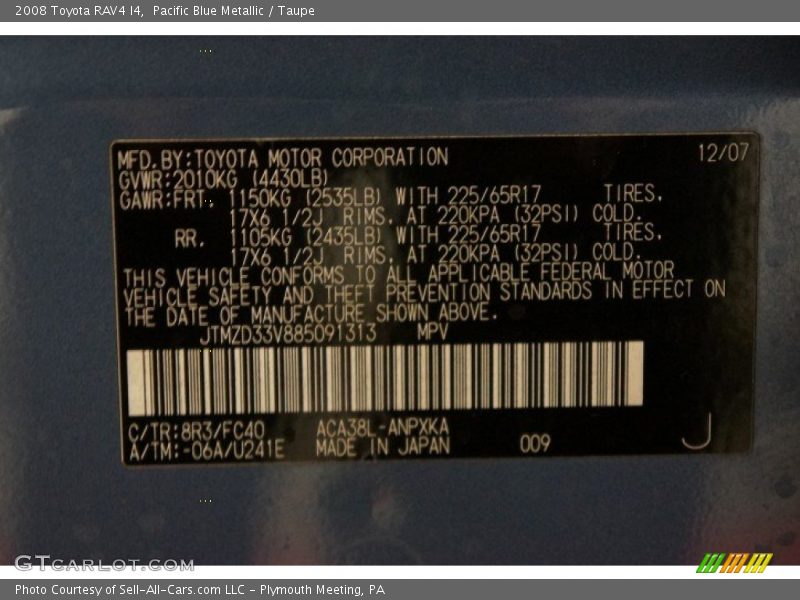 2008 Toyota RAV4 I4,  Pacific Blue Metallic / Taupe
MFD. BY:TOYOTA MOTOR CORPORATION 12/07
GVWR:2010KG (4430LB)
GAWR:FRT. 1150KG (2535LB) WITH 225/65R17 TIRES.
17X6 1/2J RIMS. AT 220KPA (32PSI) COLD.
RR. 1105KG (2435LB) WITH 225/65R17 TIRES.
17X6 1/2J RIMS. AT 220KPA (32PSI) COLD.
THIS VEHICLE CONFORMS TO ALL APPLICABLE FEDERAL MOTOR
VEHICLE SAFETY AND THEFT PREVENTION STANDARDS IN EFFECT ON
THE DATE OF MANUFACTURE SHOWN ABOVE.
JTMZD33V885091313 MPV
C/TR:8R3/FC40 ACA38L-ANPXKA
A/TM:-06A/U241E MADE IN JAPAN 009 J
GTCARLOT.COM
Photo Courtesy of Sell-All-Cars.com LLC - Plymouth Meeting, PA